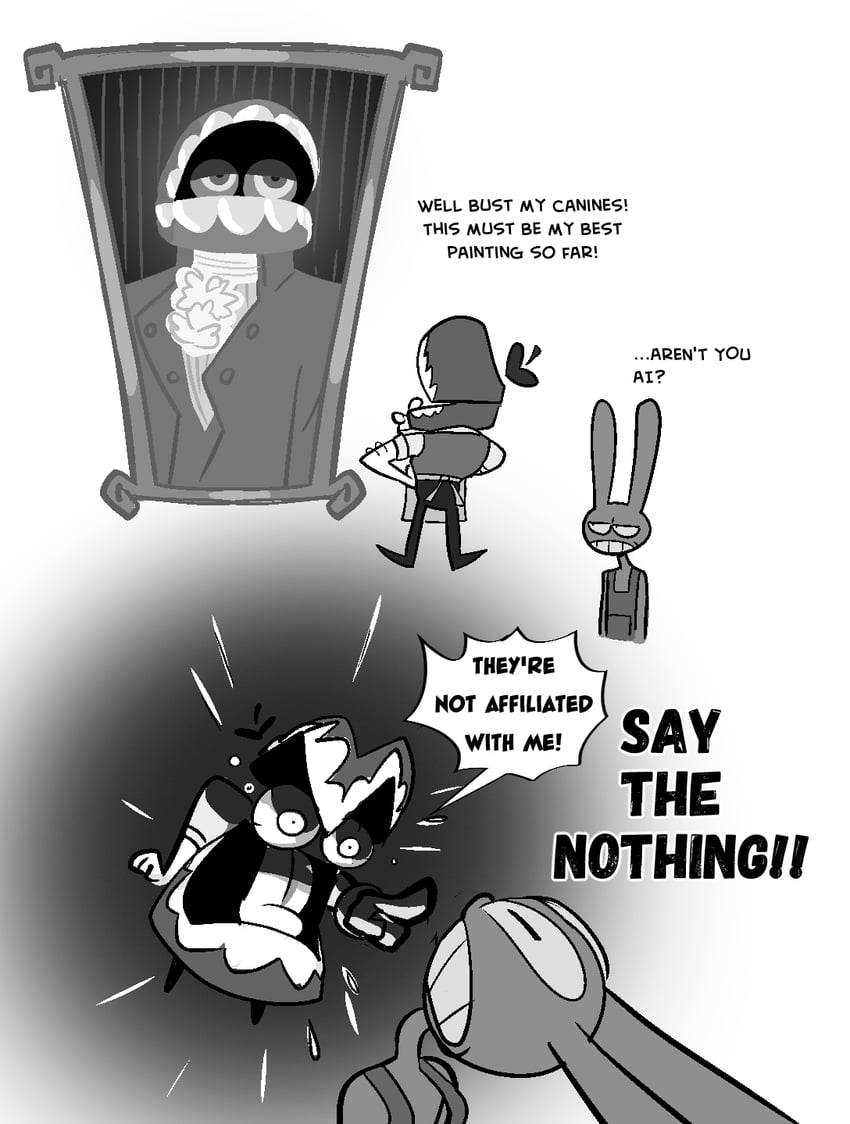 WELL BUST MY CANINES!
THIS MUST BE MY BEST
PAINTING SO FAR!
...AREN'T YOU
AI?
THEY'RE
NOT AFFILIATED
WITH ME!
SAY
THE
NOTHING!!